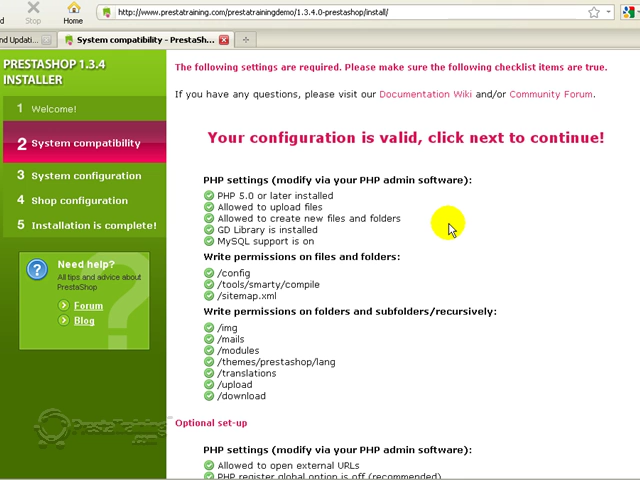 Stop
Home
http://www.prestatraining.com/prestatrainingdemo/1.3.4.0-prestashop/install/
nd Updati...
System compatibility - PrestaSh...
PRESTASHOP 1.3.4
INSTALLER
1 Welcome!
2 System compatibility
3 System configuration
4 Shop configuration
5 Installation is complete!
Need help?
All tips and advice about
PrestaShop
Forum
Blog
PrestaTraining
.com
The following settings are required. Please make sure the following checklist items are true.
If you have any questions, please visit our Documentation Wiki and/or Community Forum.
Your configuration is valid, click next to continue!
PHP settings (modify via your PHP admin software):
PHP 5.0 or later installed
Allowed to upload files
Allowed to create new files and folders
GD Library is installed
MySQL support is on
Write permissions on files and folders:
/config
/tools/smarty/compile
/sitemap.xml
Write permissions on folders and subfolders/recursively:
/img
/mails
/modules
/themes/prestashop/lang
/translations
/upload
/download
Optional set-up
PHP settings (modify via your PHP admin software):
Allowed to open external URLs
PHP register global option is off (recommended)